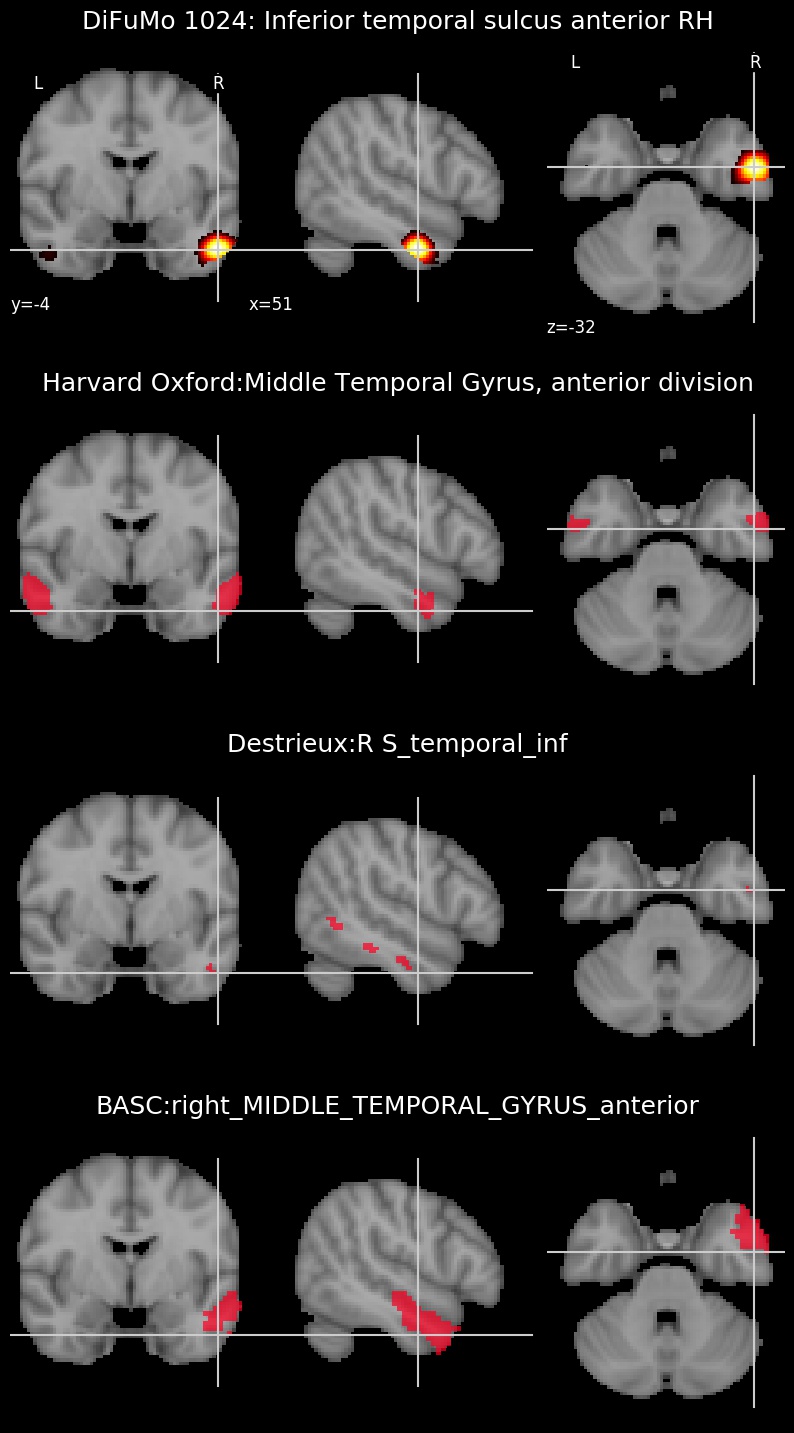 DiFuMo 1024: Inferior temporal sulcus anterior RH
L R L R
y=-4 x=51
z=-32
Harvard Oxford:Middle Temporal Gyrus, anterior division
Destrieux:R S_temporal_inf
BASC:right_MIDDLE_TEMPORAL_GYRUS_anterior